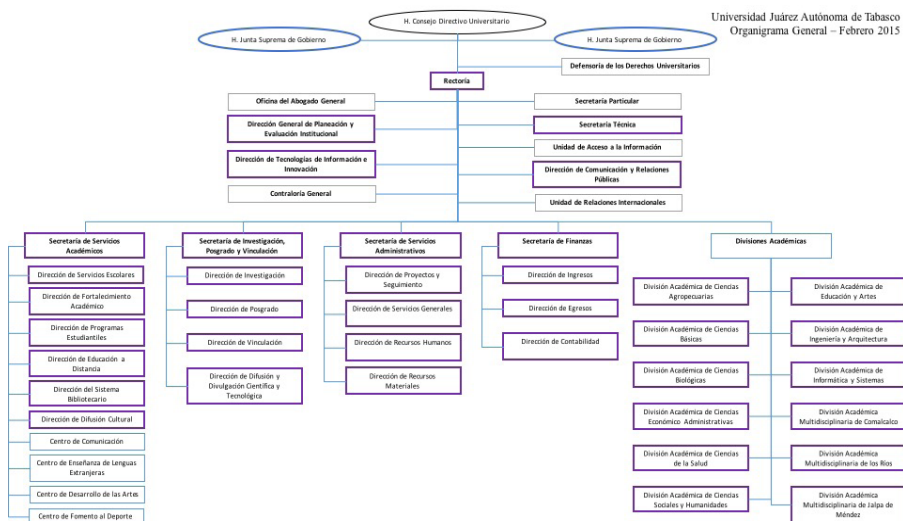 Universidad Juárez Autónoma de Tabasco
Organigrama General – Febrero 2015
H. Consejo Directivo Universitario
H. Junta Suprema de Gobierno
H. Junta Suprema de Gobierno
Defensoría de los Derechos Universitarios
Rectoría
Oficina del Abogado General
Secretaría Particular
Dirección General de Planeación y
Evaluación Institucional
Secretaría Técnica
Unidad de Acceso a la Información
Dirección de Tecnologías de Información e
Innovación
Dirección de Comunicación y Relaciones
Públicas
Contraloría General
Unidad de Relaciones Internacionales
Secretaría de Servicios
Académicos
Dirección de Servicios Escolares
Dirección de Fortalecimiento
Académico
Dirección de Programas
Estudiantiles
Dirección de Educación a
Distancia
Dirección del Sistema
Bibliotecario
Dirección de Difusión Cultural
Centro de Comunicación
Centro de Enseñanza de Lenguas
Extranjeras
Centro de Desarrollo de las Artes
Centro de Fomento al Deporte
Secretaría de Investigación,
Posgrado y Vinculación
Dirección de Investigación
Dirección de Posgrado
Dirección de Vinculación
Dirección de Difusión y
Divulgación Científica y
Tecnológica
Secretaría de Servicios
Administrativos
Dirección de Proyectos y
Seguimiento
Dirección de Servicios Generales
Dirección de Recursos Humanos
Dirección de Recursos
Materiales
Secretaría de Finanzas
Dirección de Ingresos
Dirección de Egresos
Dirección de Contabilidad
Divisiones Académicas
División Académica de Ciencias
Agropecuarias
División Académica de Ciencias
Básicas
División Académica de Ciencias
Biológicas
División Académica de Ciencias
Económico Administrativas
División Académica de Ciencias
de la Salud
División Académica de Ciencias
Sociales y Humanidades
División Académica de
Educación y Artes
División Académica de
Ingeniería y Arquitectura
División Académica de
Informática y Sistemas
División Académica
Multidisciplinaria de Comalcalco
División Académica
Multidisciplinaria de los Ríos
División Académica
Multidisciplinaria de Jalpa de
Méndez